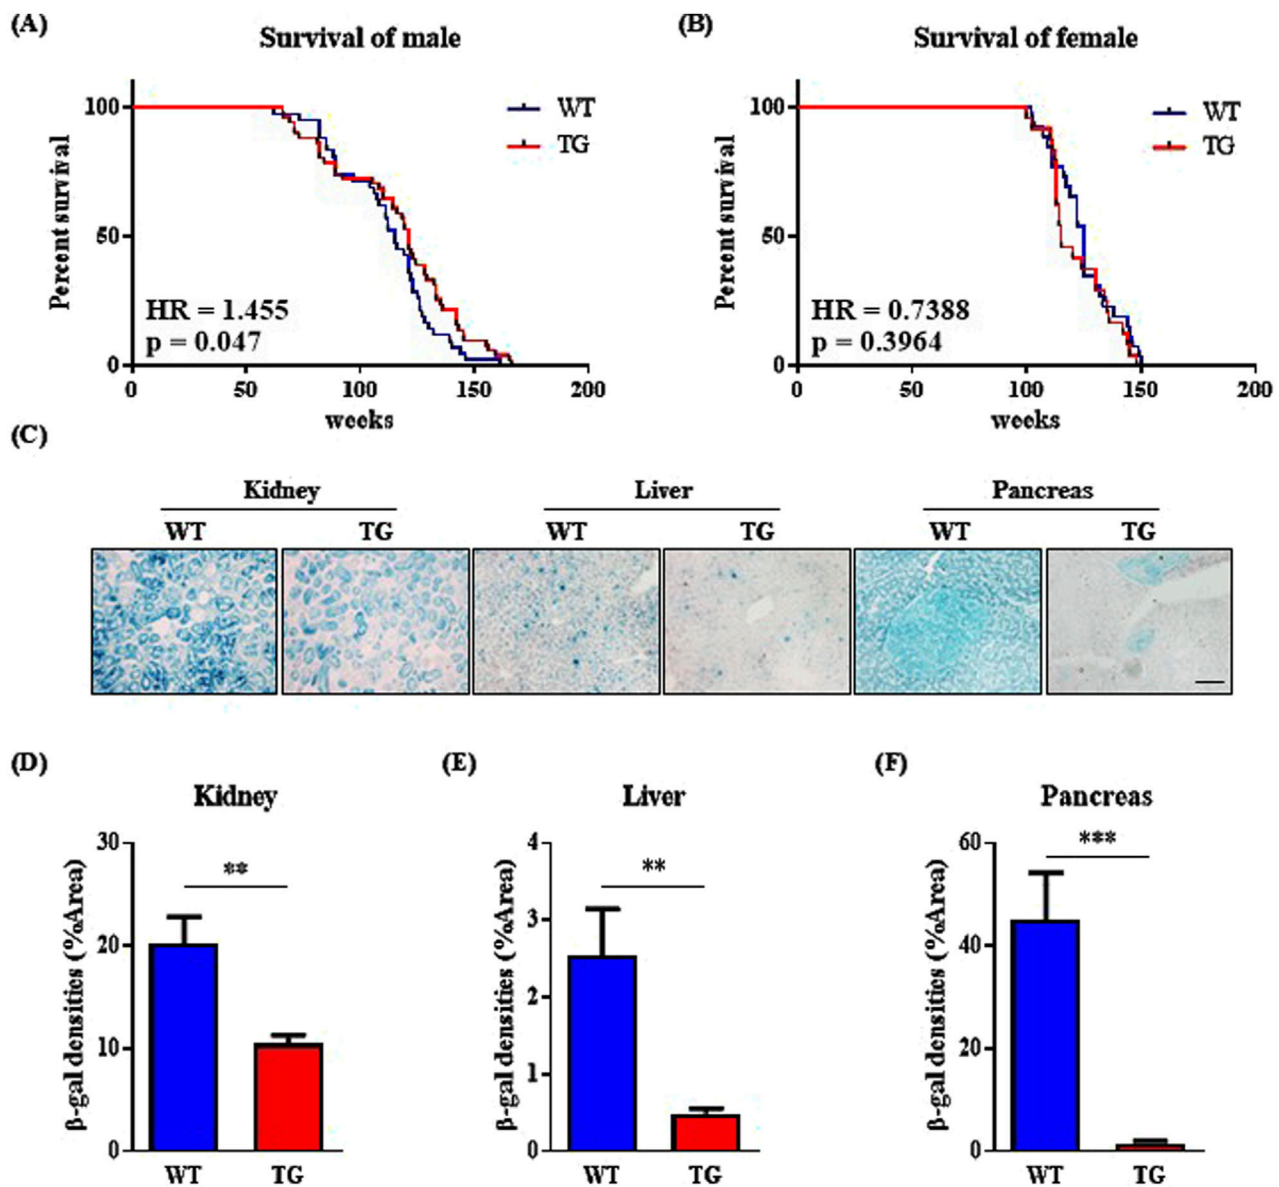 (A)
Survival of male
Percent survival
100
50
0
WT
TG
HR = 1.455
p = 0.047
0 50 100 150 200
weeks
(B)
Survival of female
Percent survival
100
50
0
WT
TG
HR = 0.7388
p = 0.3964
0 50 100 150 200
weeks
(C)
Kidney Liver Pancreas
WT TG WT TG WT TG
(D)
Kidney
β-gal densities (%Area)
30
20
10
0
**
WT TG
(E)
Liver
β-gal densities (%Area)
4
3
2
1
0
**
WT TG
(F)
Pancreas
β-gal densities (%Area)
60
40
20
0
***
WT TG